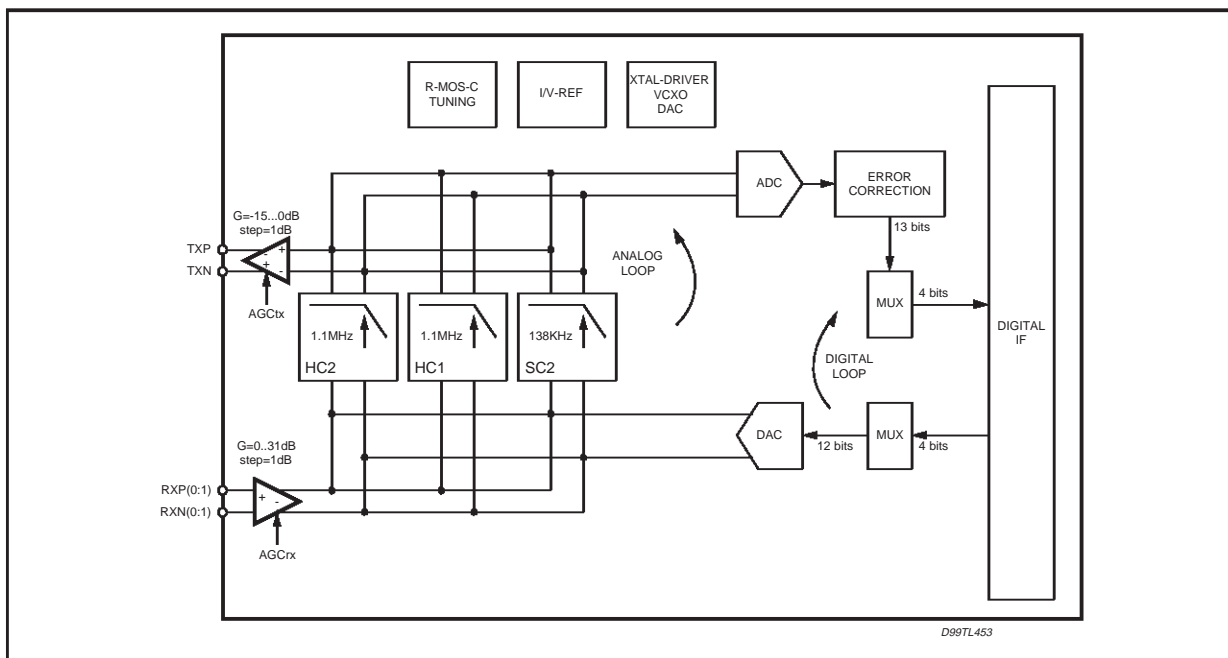 R-MOS-C
TUNING
I/V-REF
XTAL-DRIVER
VCXO
DAC
ADC
ERROR
CORRECTION
13 bits
G=-15...0dB
step=1dB
TXP
TXN
- +
+ -
AGCtx
ANALOG
LOOP
MUX
4 bits
DIGITAL
IF
1.1MHz
HC2
1.1MHz
HC1
138KHz
SC2
DIGITAL
LOOP
DAC
12 bits
MUX
4 bits
G=0..31dB
step=1dB
RXP(0:1)
RXN(0:1)
+ -
AGCrx
D99TL453